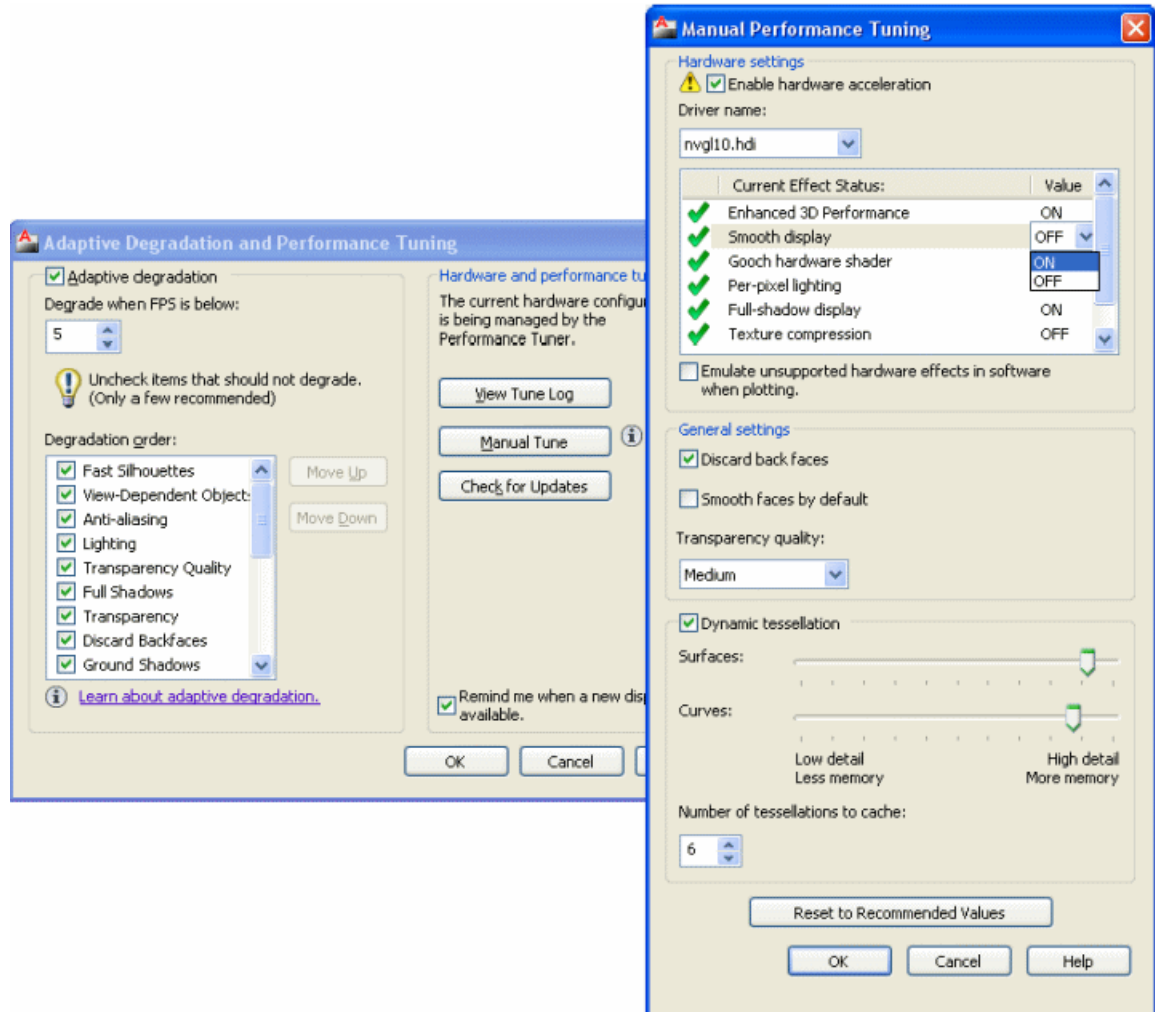 Adaptive Degradation and Performance Tuning
Adaptive degradation
Degrade when FPS is below:
5
Uncheck items that should not degrade.
(Only a few recommended)
Degradation order:
Fast Silhouettes
View-Dependent Object
Anti-aliasing
Lighting
Transparency Quality
Full Shadows
Transparency
Discard Backfaces
Ground Shadows
Move Up
Move Down
Learn about adaptive degradation.
Hardware and performance tu
The current hardware configu
is being managed by the
Performance Tuner.
View Tune Log
Manual Tune
Check for Updates
Remind me when a new disp
available.
OK
Cancel
Manual Performance Tuning
Hardware settings
Enable hardware acceleration
Driver name:
nvgl10.hdi
Current Effect Status: Value
Enhanced 3D Performance ON
Smooth display OFF
Gooch hardware shader ON
Per-pixel lighting OFF
Full-shadow display ON
Texture compression OFF
Emulate unsupported hardware effects in software
when plotting.
General settings
Discard back faces
Smooth faces by default
Transparency quality:
Medium
Dynamic tessellation
Surfaces:
Curves:
Low detail High detail
Less memory More memory
Number of tessellations to cache:
6
Reset to Recommended Values
OK Cancel Help